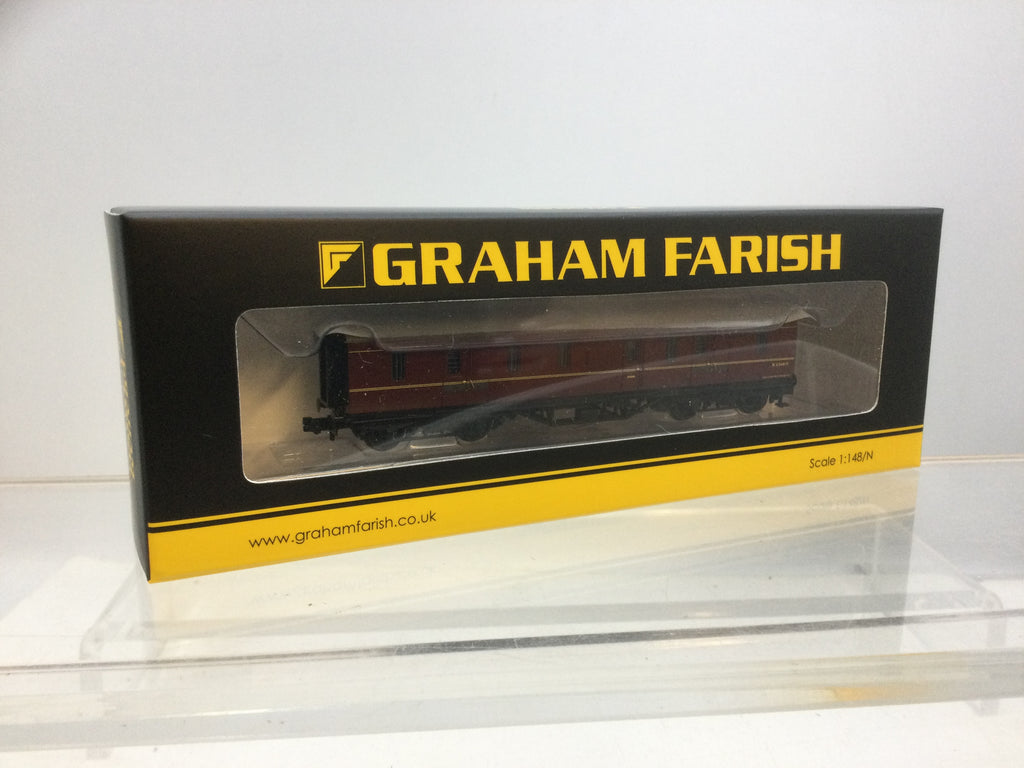 GRAHAM FARISH
Scale 1:148/N
www.grahamfarish.co.uk